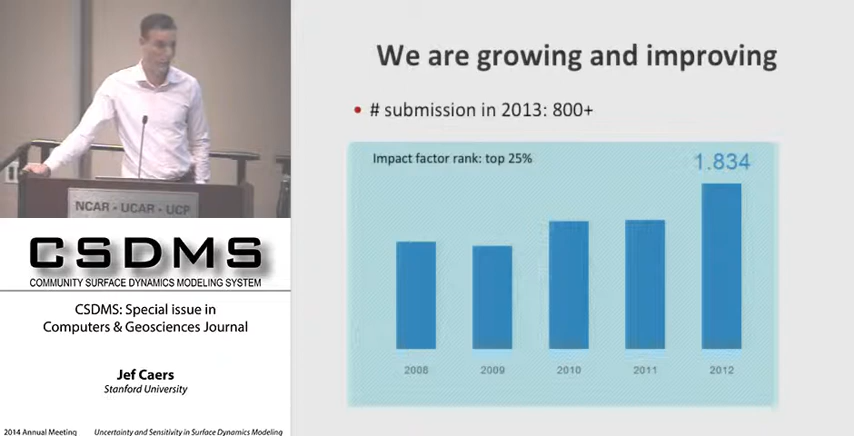 We are growing and improving
# submission in 2013: 800+
Impact factor rank: top 25%
1.834
2008 2009 2010 2011 2012
NCAR - UCAR - UCP
CSDMS
COMMUNITY SURFACE DYNAMICS MODELING SYSTEM
CSDMS: Special issue in
Computers & Geosciences Journal
Jef Caers
Stanford University
2014 Annual Meeting Uncertainty and Sensitivity in Surface Dynamics Modeling